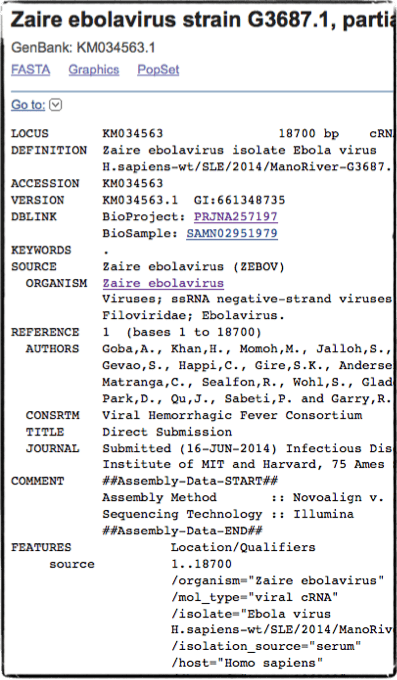 Zaire ebolavirus strain G3687.1, partia
GenBank: KM034563.1
FASTA Graphics PopSet
Go to:
LOCUS KM034563 18700 bp cRN
DEFINITION Zaire ebolavirus isolate Ebola virus
H.sapiens-wt/SLE/2014/ManoRiver-G3687.
ACCESSION KM034563
VERSION KM034563.1 GI:661348735
DBLINK BioProject: PRJNA257197
BioSample: SAMN02951979
KEYWORDS .
SOURCE Zaire ebolavirus (ZEBOV)
ORGANISM Zaire ebolavirus
Viruses; ssRNA negative-strand viruses
Filoviridae; Ebolavirus.
REFERENCE 1 (bases 1 to 18700)
AUTHORS Goba,A., Khan,H., Momoh,M., Jalloh,S.,
Gevao,S., Happi,C., Gire,S.K., Anderse
Matranga,C., Sealfon,R., Wohl,S., Glad
Park,D., Qu,J., Sabeti,P. and Garry,R.
CONSRTM Viral Hemorrhagic Fever Consortium
TITLE Direct Submission
JOURNAL Submitted (16-JUN-2014) Infectious Dis
Institute of MIT and Harvard, 75 Ames
COMMENT ##Assembly-Data-START##
Assembly Method :: Novoalign v.
Sequencing Technology :: Illumina
##Assembly-Data-END##
FEATURES Location/Qualifiers
source 1..18700
/organism="Zaire ebolavirus"
/mol_type="viral cRNA"
/isolate="Ebola virus
H.sapiens-wt/SLE/2014/ManoRiv
/isolation_source="serum"
/host="Homo sapiens"